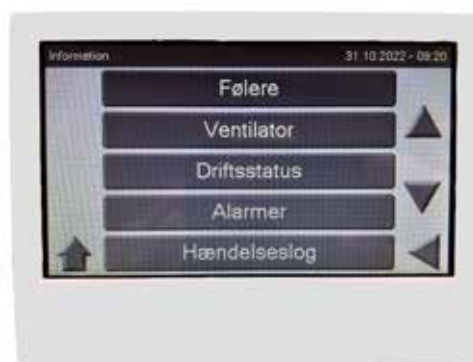 Information 31.10.2022 - 09:20
Følere
Ventilator
Driftsstatus
Alarmer
Hændelseslog